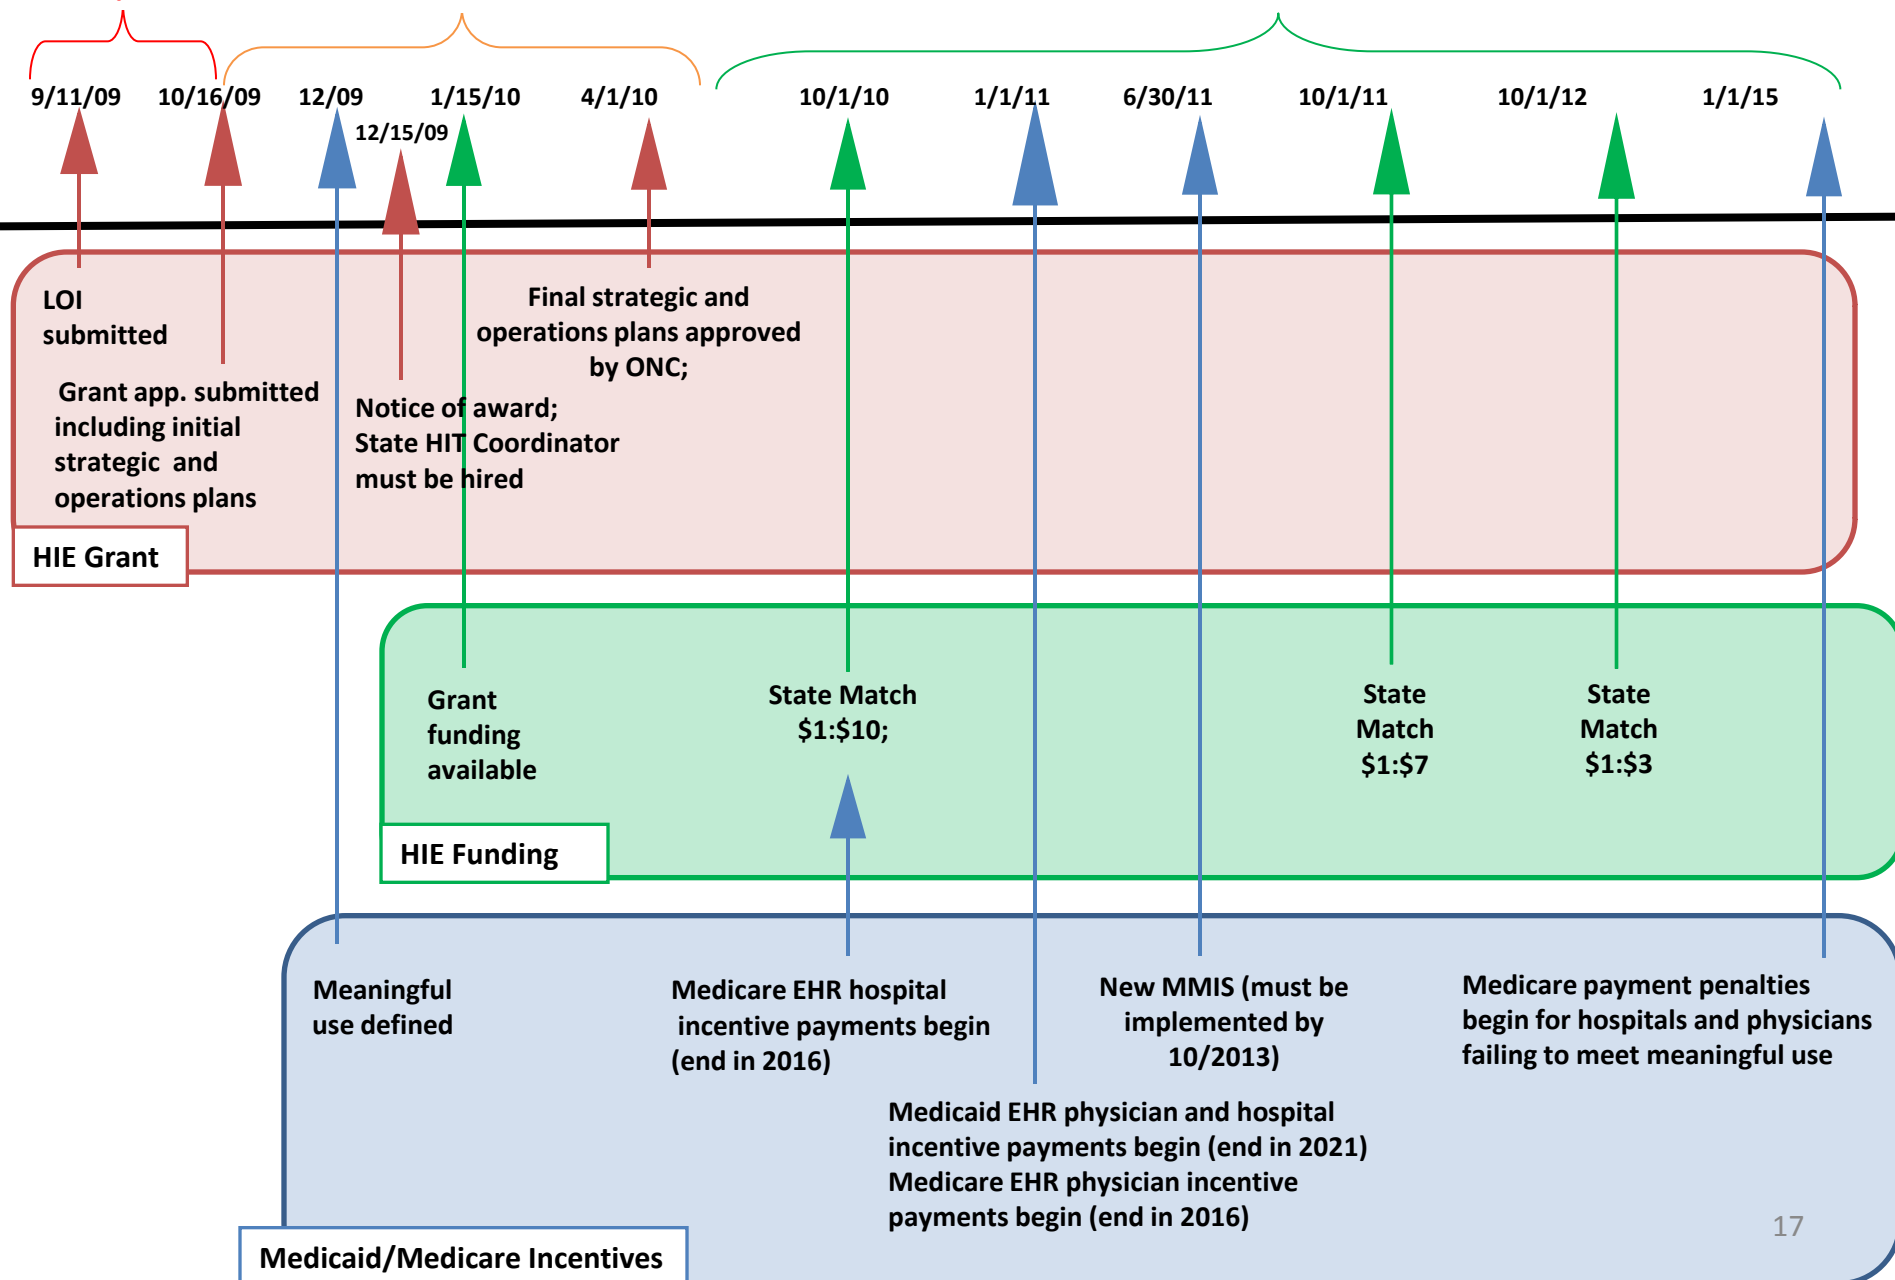 9/11/09 10/16/09 12/09 1/15/10 4/1/10 10/1/10 1/1/11 6/30/11 10/1/11 10/1/12 1/1/15
12/15/09
LOI
submitted
Grant app. submitted
including initial
strategic and
operations plans
Notice of award;
State HIT Coordinator
must be hired
Final strategic and
operations plans approved
by ONC;
HIE Grant
Grant
funding
available
State Match
$1:$10;
State
Match
$1:$7
State
Match
$1:$3
HIE Funding
Meaningful
use defined
Medicare EHR hospital
incentive payments begin
(end in 2016)
New MMIS (must be
implemented by
10/2013)
Medicare payment penalties
begin for hospitals and physicians
failing to meet meaningful use
Medicaid EHR physician and hospital
incentive payments begin (end in 2021)
Medicare EHR physician incentive
payments begin (end in 2016)
Medicaid/Medicare Incentives
17